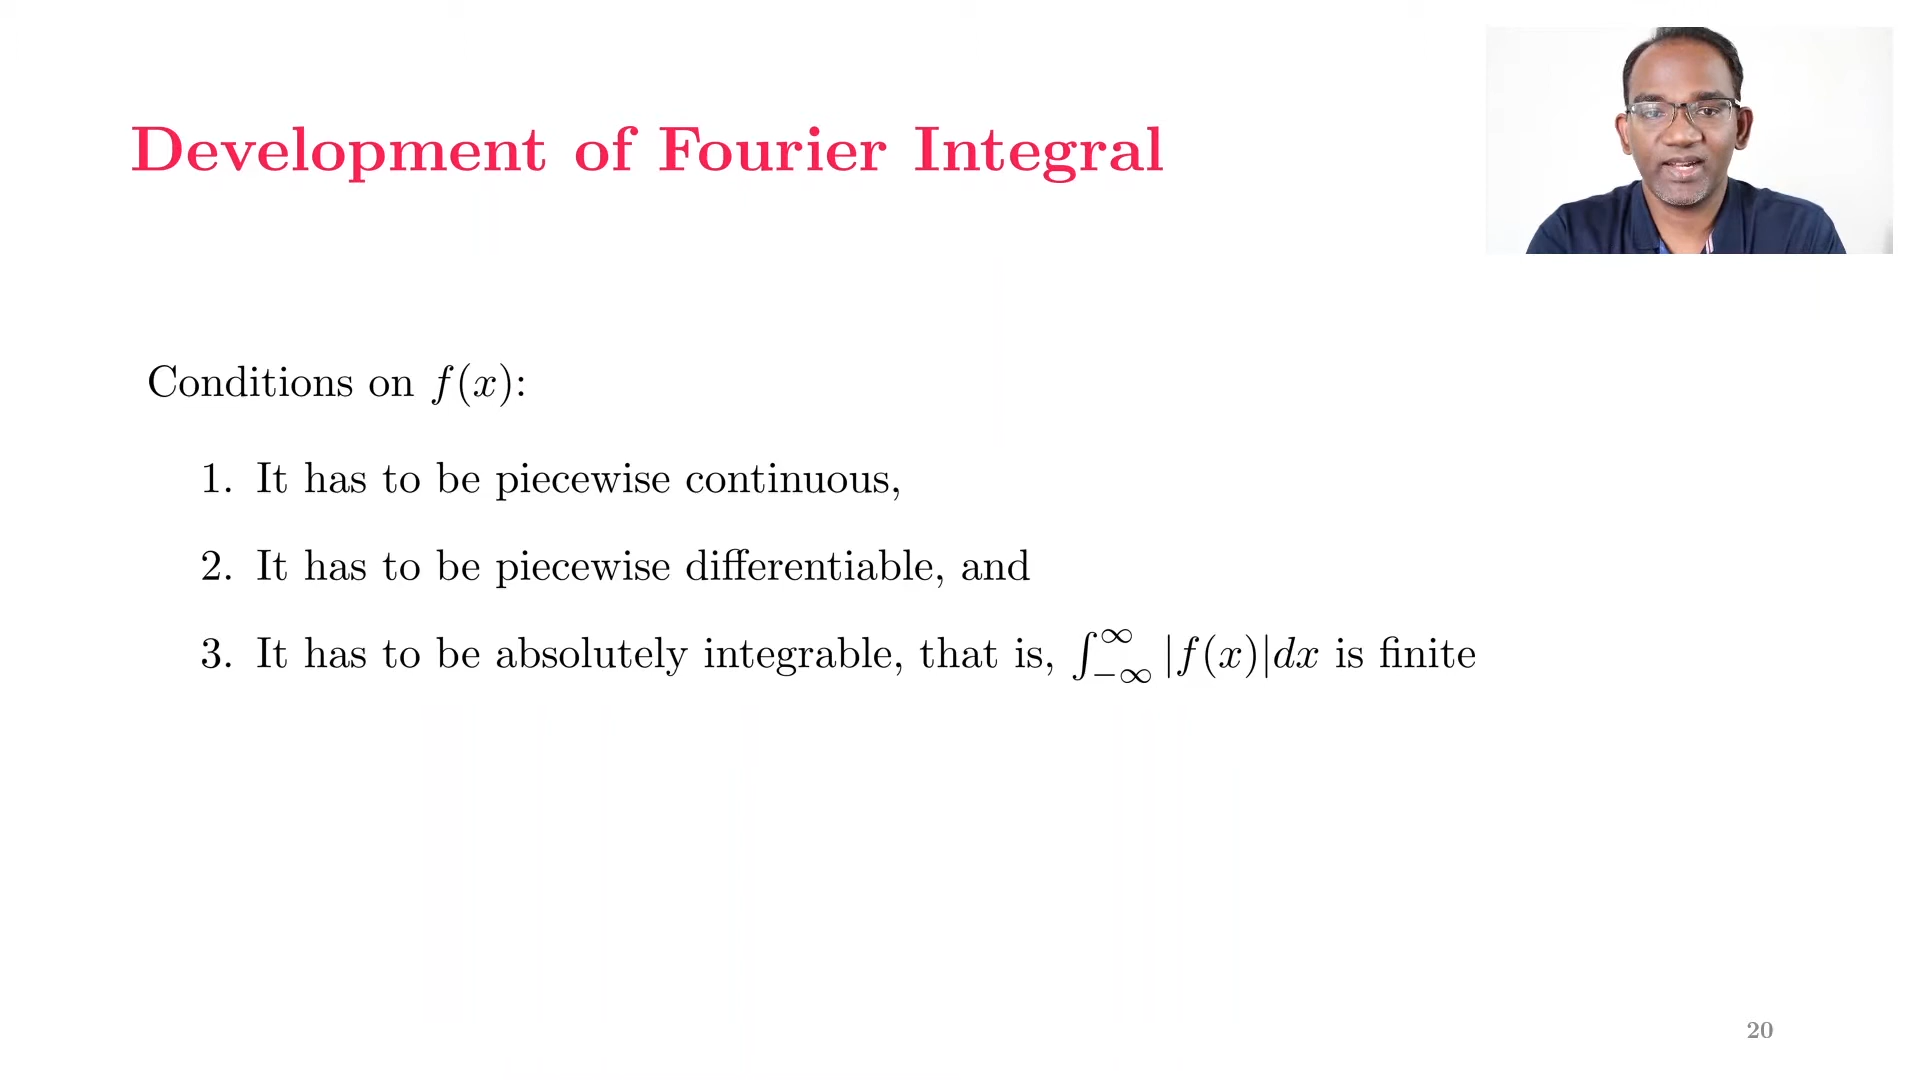 Development of Fourier Integral
Conditions on f(x):
1. It has to be piecewise continuous,
2. It has to be piecewise differentiable, and
3. It has to be absolutely integrable, that is, ∫_{−∞}^{∞} |f(x)|dx is finite
20